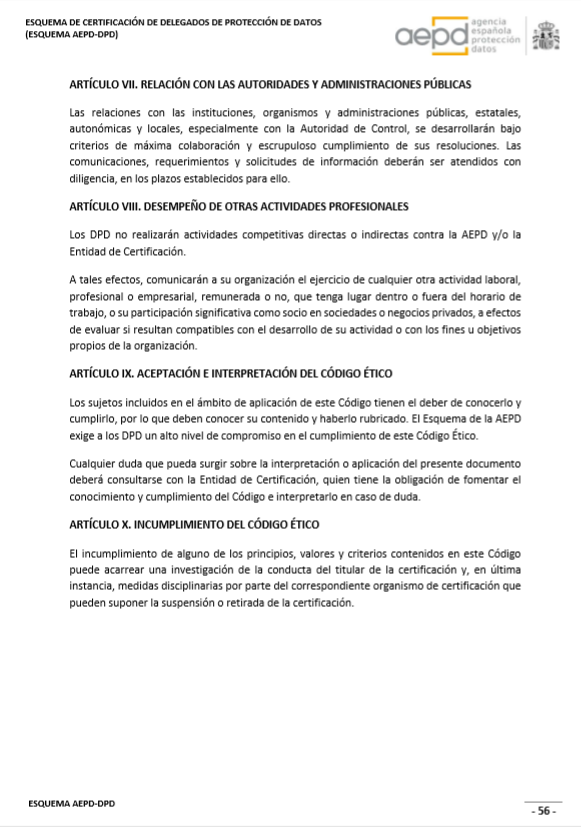 ESQUEMA DE CERTIFICACIÓN DE DELEGADOS DE PROTECCIÓN DE DATOS
(ESQUEMA AEPD-DPD)
aepd agencia
española
protección
datos
ARTÍCULO VII. RELACIÓN CON LAS AUTORIDADES Y ADMINISTRACIONES PÚBLICAS
Las relaciones con las instituciones, organismos y administraciones públicas, estatales,
autonómicas y locales, especialmente con la Autoridad de Control, se desarrollarán bajo
criterios de máxima colaboración y escrupuloso cumplimiento de sus resoluciones. Las
comunicaciones, requerimientos y solicitudes de información deberán ser atendidos con
diligencia, en los plazos establecidos para ello.
ARTÍCULO VIII. DESEMPEÑO DE OTRAS ACTIVIDADES PROFESIONALES
Los DPD no realizarán actividades competitivas directas o indirectas contra la AEPD y/o la
Entidad de Certificación.
A tales efectos, comunicarán a su organización el ejercicio de cualquier otra actividad laboral,
profesional o empresarial, remunerada o no, que tenga lugar dentro o fuera del horario de
trabajo, o su participación significativa como socio en sociedades o negocios privados, a efectos
de evaluar si resultan compatibles con el desarrollo de su actividad o con los fines u objetivos
propios de la organización.
ARTÍCULO IX. ACEPTACIÓN E INTERPRETACIÓN DEL CÓDIGO ÉTICO
Los sujetos incluidos en el ámbito de aplicación de este Código tienen el deber de conocerlo y
cumplirlo, por lo que deben conocer su contenido y haberlo rubricado. El Esquema de la AEPD
exige a los DPD un alto nivel de compromiso en el cumplimiento de este Código Ético.
Cualquier duda que pueda surgir sobre la interpretación o aplicación del presente documento
deberá consultarse con la Entidad de Certificación, quien tiene la obligación de fomentar el
conocimiento y cumplimiento del Código e interpretarlo en caso de duda.
ARTÍCULO X. INCUMPLIMIENTO DEL CÓDIGO ÉTICO
El incumplimiento de alguno de los principios, valores y criterios contenidos en este Código
puede acarrear una investigación de la conducta del titular de la certificación y, en última
instancia, medidas disciplinarias por parte del correspondiente organismo de certificación que
pueden suponer la suspensión o retirada de la certificación.
ESQUEMA AEPD-DPD
- 56 -